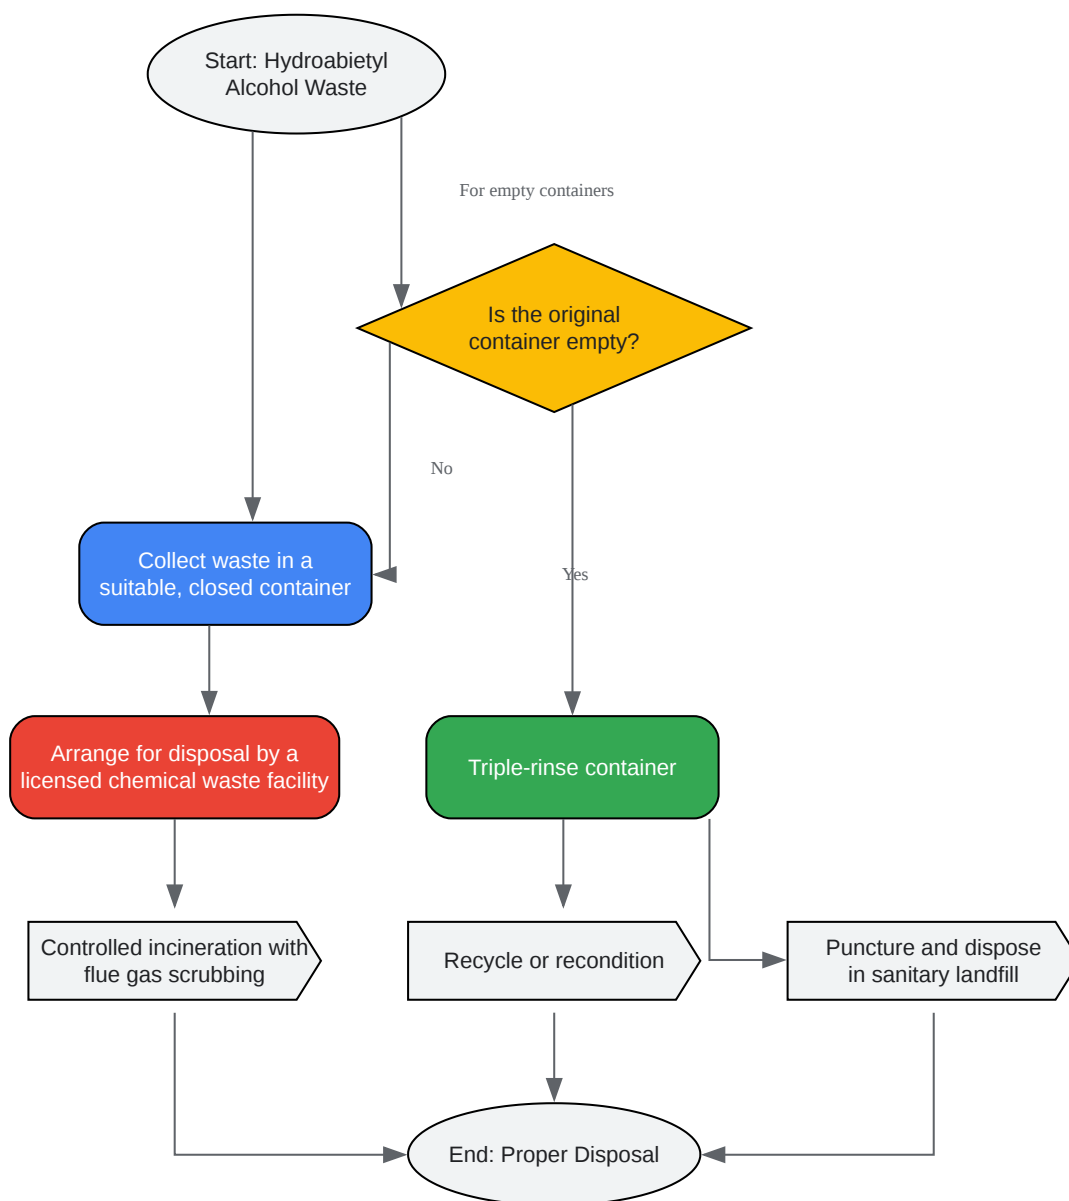 Start: Hydroabietyl
Alcohol Waste
For empty containers
Is the original
container empty?
No
Collect waste in a
suitable, closed container
Yes
Arrange for disposal by a
licensed chemical waste facility
Triple-rinse container
Controlled incineration with
flue gas scrubbing
Recycle or recondition
Puncture and dispose
in sanitary landfill
End: Proper Disposal